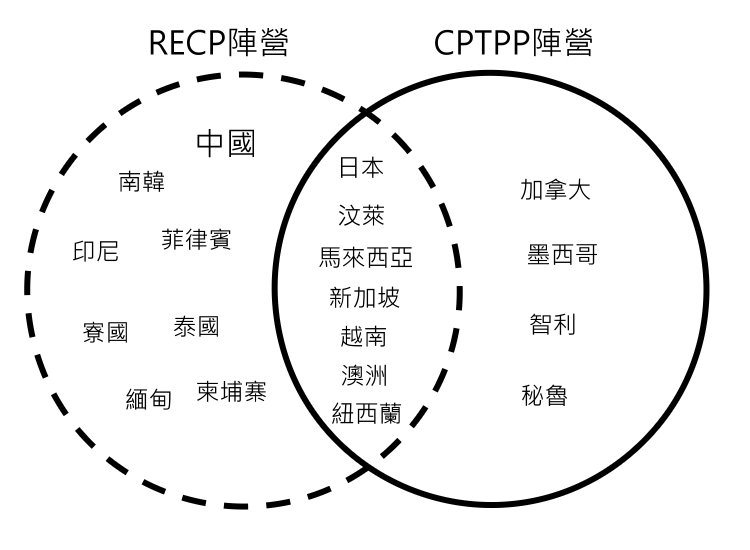 RECP陣營
CPTPP陣營
中國
南韓
印尼
菲律賓
寮國
泰國
緬甸
柬埔寨
日本
汶萊
馬來西亞
新加坡
越南
澳洲
紐西蘭
加拿大
墨西哥
智利
秘魯